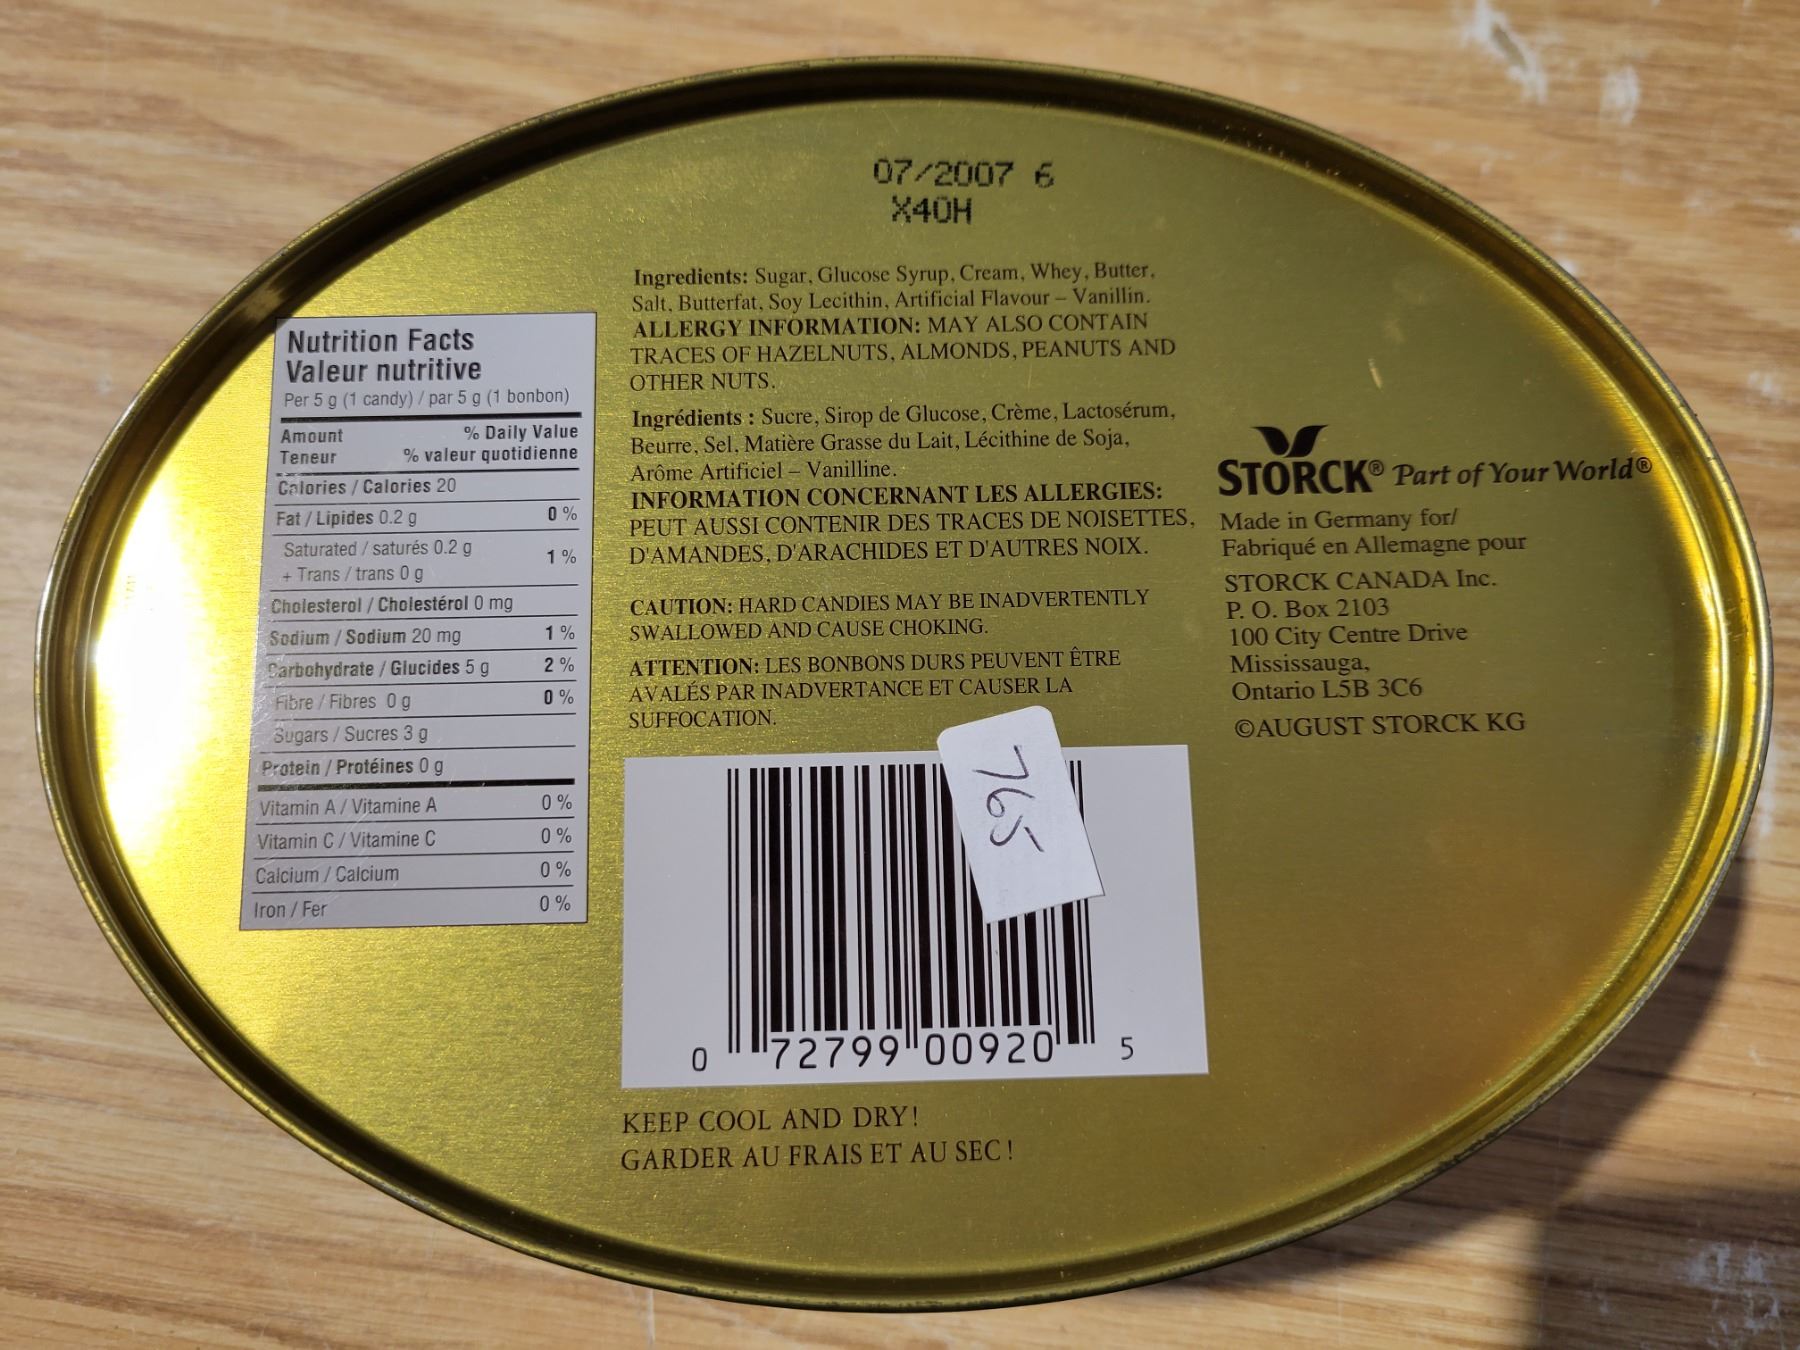 07/2007 6
X40H
Nutrition Facts
Valeur nutritive
Per 5 g (1 candy) / par 5 g (1 bonbon)
Amount % Daily Value
Teneur % valeur quotidienne
Calories / Calories 20
Fat / Lipides 0.2 g 0 %
Saturated / saturés 0.2 g
+ Trans / trans 0 g 1 %
Cholesterol / Cholestérol 0 mg
Sodium / Sodium 20 mg 1 %
Carbohydrate / Glucides 5 g 2 %
Fibre / Fibres 0 g 0 %
Sugars / Sucres 3 g
Protein / Protéines 0 g
Vitamin A / Vitamine A 0 %
Vitamin C / Vitamine C 0 %
Calcium / Calcium 0 %
Iron / Fer 0 %
Ingredients: Sugar, Glucose Syrup, Cream, Whey, Butter,
Salt, Butterfat, Soy Lecithin, Artificial Flavour – Vanillin.
ALLERGY INFORMATION: MAY ALSO CONTAIN
TRACES OF HAZELNUTS, ALMONDS, PEANUTS AND
OTHER NUTS.
Ingrédients : Sucre, Sirop de Glucose, Crème, Lactosérum,
Beurre, Sel, Matière Grasse du Lait, Lécithine de Soja,
Arôme Artificiel – Vanilline.
INFORMATION CONCERNANT LES ALLERGIES:
PEUT AUSSI CONTENIR DES TRACES DE NOISETTES,
D'AMANDES, D'ARACHIDES ET D'AUTRES NOIX.
CAUTION: HARD CANDIES MAY BE INADVERTENTLY
SWALLOWED AND CAUSE CHOKING.
ATTENTION: LES BONBONS DURS PEUVENT ÊTRE
AVALÉS PAR INADVERTANCE ET CAUSER LA
SUFFOCATION.
765
0 72799 00920 5
KEEP COOL AND DRY!
GARDER AU FRAIS ET AU SEC !
STORCK® Part of Your World®
Made in Germany for/
Fabriqué en Allemagne pour
STORCK CANADA Inc.
P. O. Box 2103
100 City Centre Drive
Mississauga,
Ontario L5B 3C6
©AUGUST STORCK KG